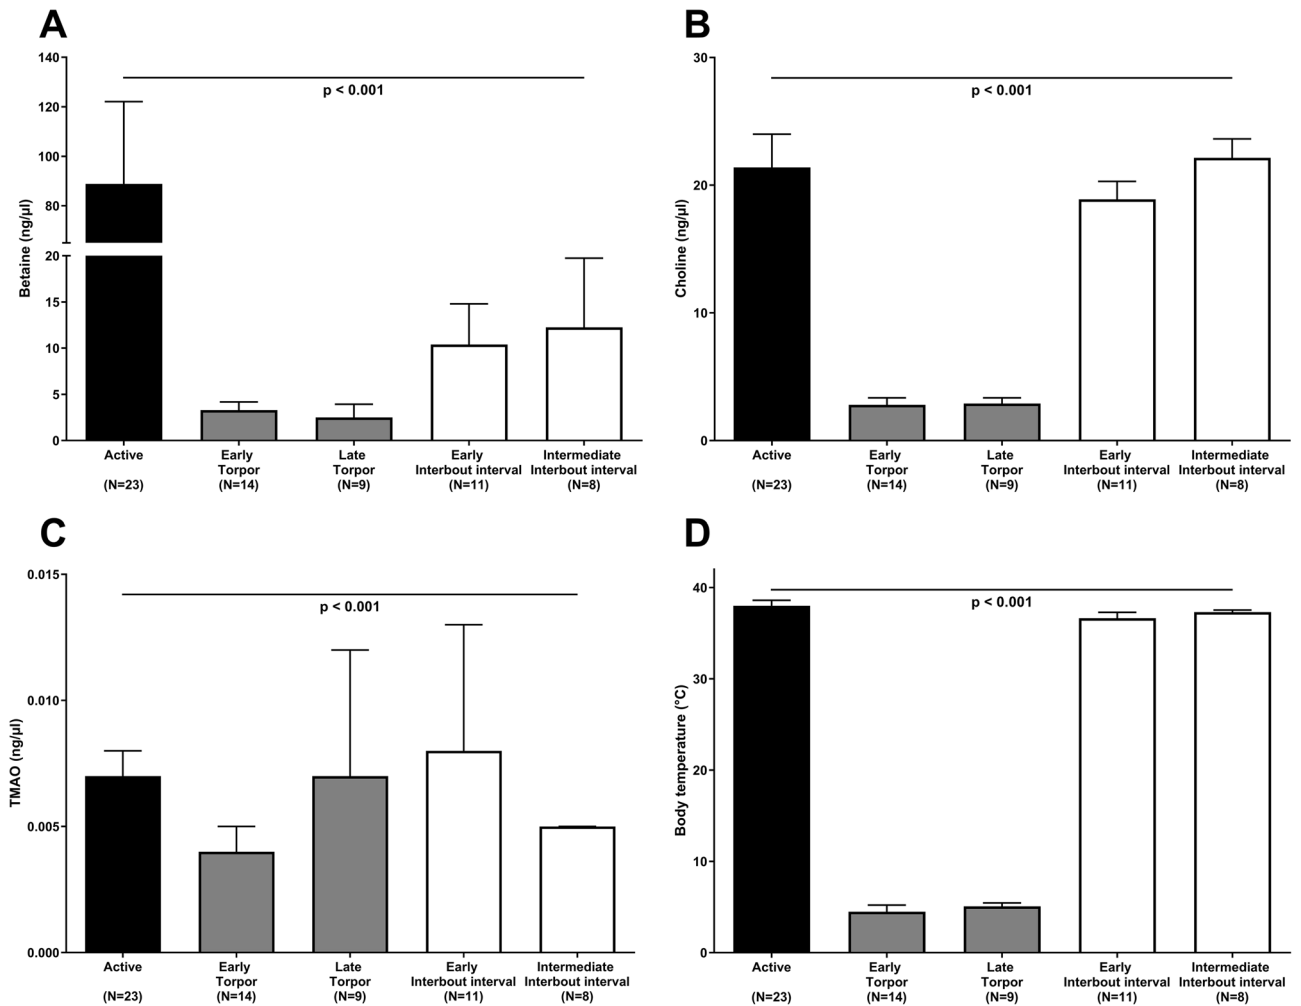 A
140
120
100
80
20
15
10
5
0
Betaine (ng/µl)
p < 0.001
Active
(N=23)
Early
Torpor
(N=14)
Late
Torpor
(N=9)
Early
Interbout interval
(N=11)
Intermediate
Interbout interval
(N=8)
B
30
20
10
0
Choline (ng/µl)
p < 0.001
Active
(N=23)
Early
Torpor
(N=14)
Late
Torpor
(N=9)
Early
Interbout interval
(N=11)
Intermediate
Interbout interval
(N=8)
C
0.015
0.010
0.005
0.000
TMAO (ng/µl)
p < 0.001
Active
(N=23)
Early
Torpor
(N=14)
Late
Torpor
(N=9)
Early
Interbout interval
(N=11)
Intermediate
Interbout interval
(N=8)
D
40
30
20
10
0
Body temperature (°C)
p < 0.001
Active
(N=23)
Early
Torpor
(N=14)
Late
Torpor
(N=9)
Early
Interbout interval
(N=11)
Intermediate
Interbout interval
(N=8)